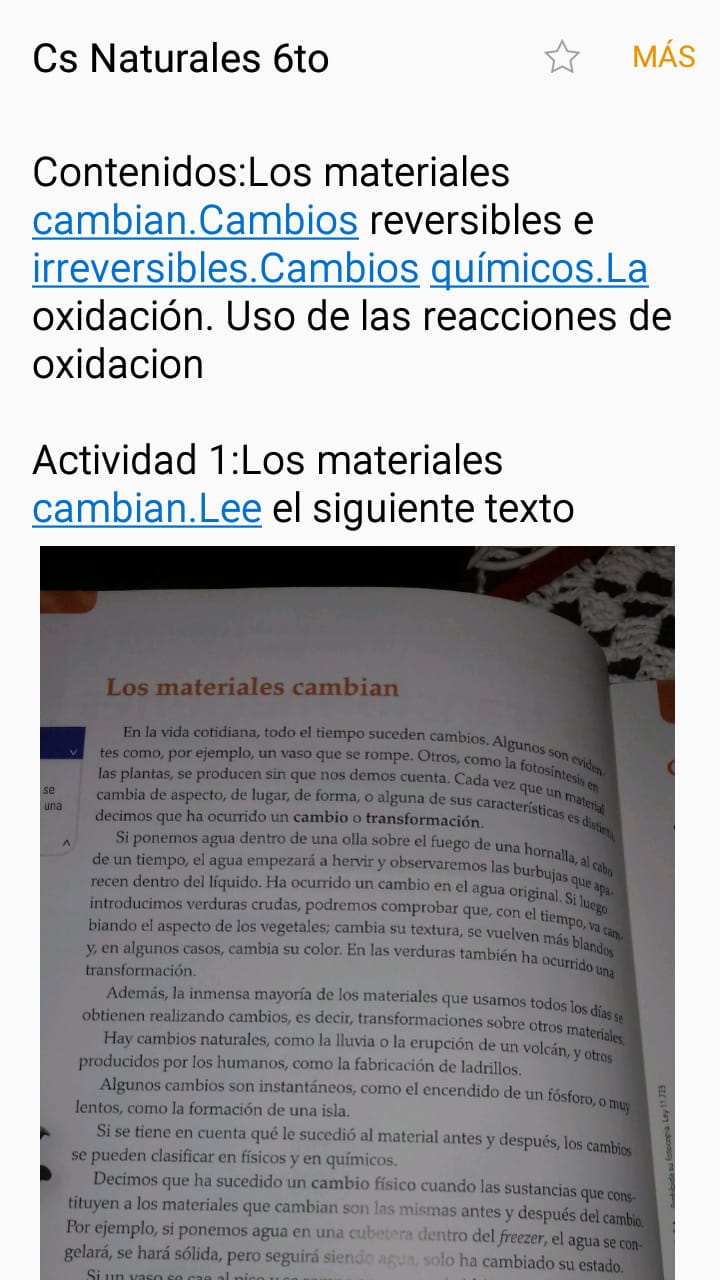 Cs Naturales 6to
MÁS
Contenidos:Los materiales
cambian.Cambios reversibles e
irreversibles.Cambios químicos.La
oxidación. Uso de las reacciones de
oxidacion
Actividad 1:Los materiales
cambian.Lee el siguiente texto
se
una
Los materiales cambian
En la vida cotidiana, todo el tiempo suceden cambios. Algunos son eviden-
tes como, por ejemplo, un vaso que se rompe. Otros, como la fotosíntesis en
las plantas, se producen sin que nos demos cuenta. Cada vez que un material
cambia de aspecto, de lugar, de forma, o alguna de sus características es distinta,
decimos que ha ocurrido un cambio o transformación.
Si ponemos agua dentro de una olla sobre el fuego de una hornalla, al cabo
de un tiempo, el agua empezará a hervir y observaremos las burbujas que apa-
recen dentro del líquido. Ha ocurrido un cambio en el agua original. Si luego
introducimos verduras crudas, podremos comprobar que, con el tiempo, va cam-
biando el aspecto de los vegetales; cambia su textura, se vuelven más blandos
y, en algunos casos, cambia su color. En las verduras también ha ocurrido una
transformación.
Además, la inmensa mayoría de los materiales que usamos todos los días se
obtienen realizando cambios, es decir, transformaciones sobre otros materiales.
Hay cambios naturales, como la lluvia o la erupción de un volcán, y otros
producidos por los humanos, como la fabricación de ladrillos.
Algunos cambios son instantáneos, como el encendido de un fósforo, o muy
lentos, como la formación de una isla.
Si se tiene en cuenta qué le sucedió al material antes y después, los cambios
se pueden clasificar en físicos y en químicos.
Decimos que ha sucedido un cambio físico cuando las sustancias que cons-
tituyen a los materiales que cambian son las mismas antes y después del cambio.
Por ejemplo, si ponemos agua en una cubetera dentro del freezer, el agua se con-
gelará, se hará sólida, pero seguirá siendo agua, solo ha cambiado su estado.
Si un vaso se cae al piso
su fotocopia. Ley 11.723